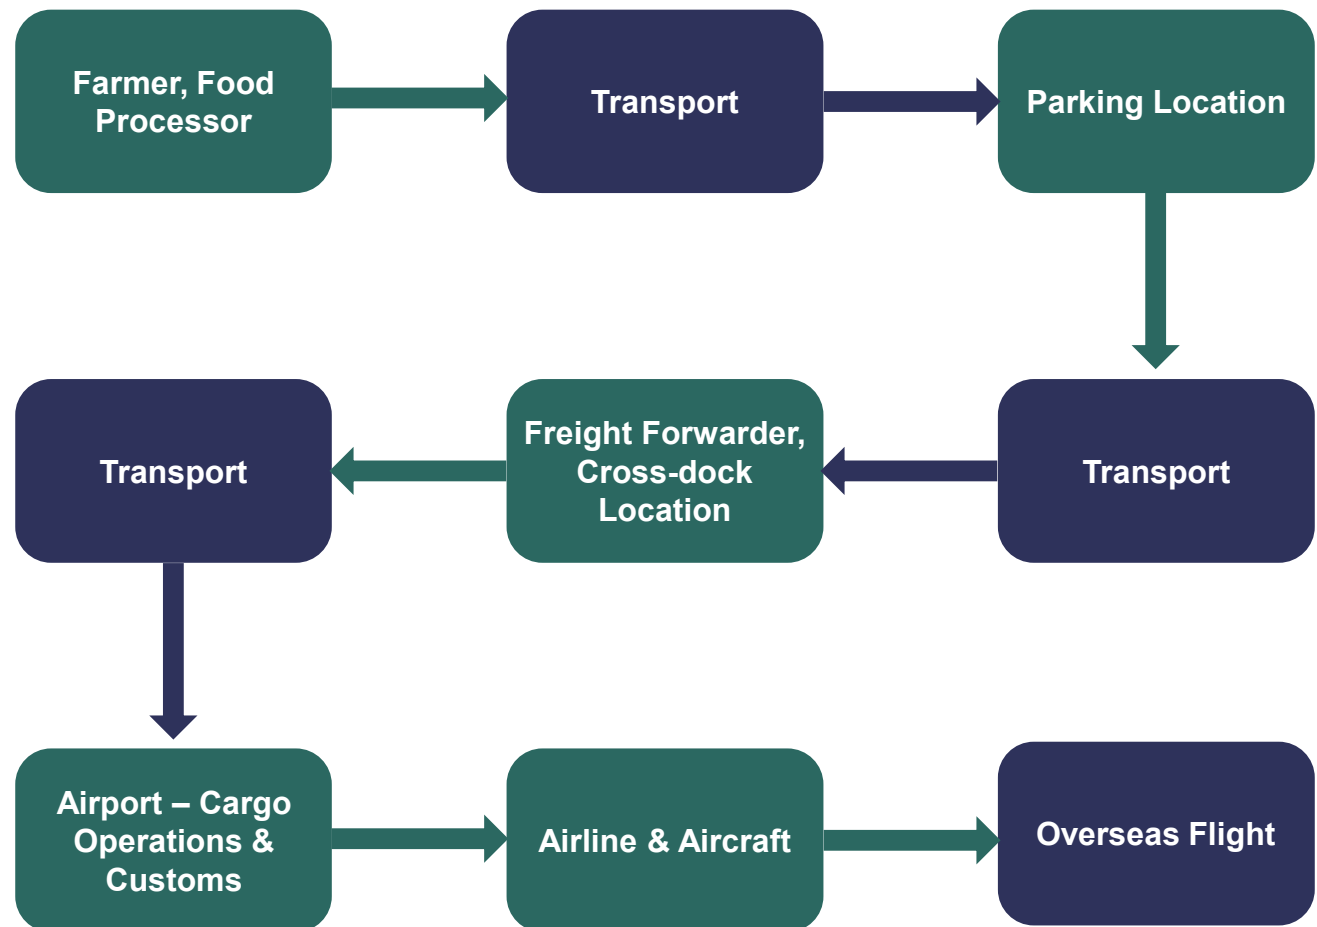 Farmer, Food
Processor
Transport
Parking Location
Transport
Freight Forwarder,
Cross-dock
Location
Transport
Airport – Cargo
Operations &
Customs
Airline & Aircraft
Overseas Flight